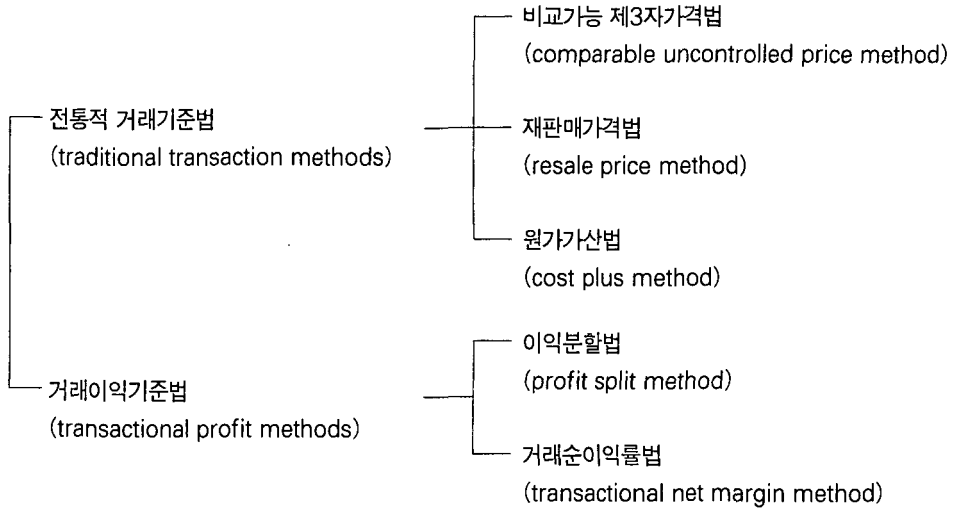 전통적 거래기준법
(traditional transaction methods)
비교가능 제3자가격법
(comparable uncontrolled price method)
재판매가격법
(resale price method)
원가가산법
(cost plus method)
거래이익기준법
(transactional profit methods)
이익분할법
(profit split method)
거래순이익률법
(transactional net margin method)